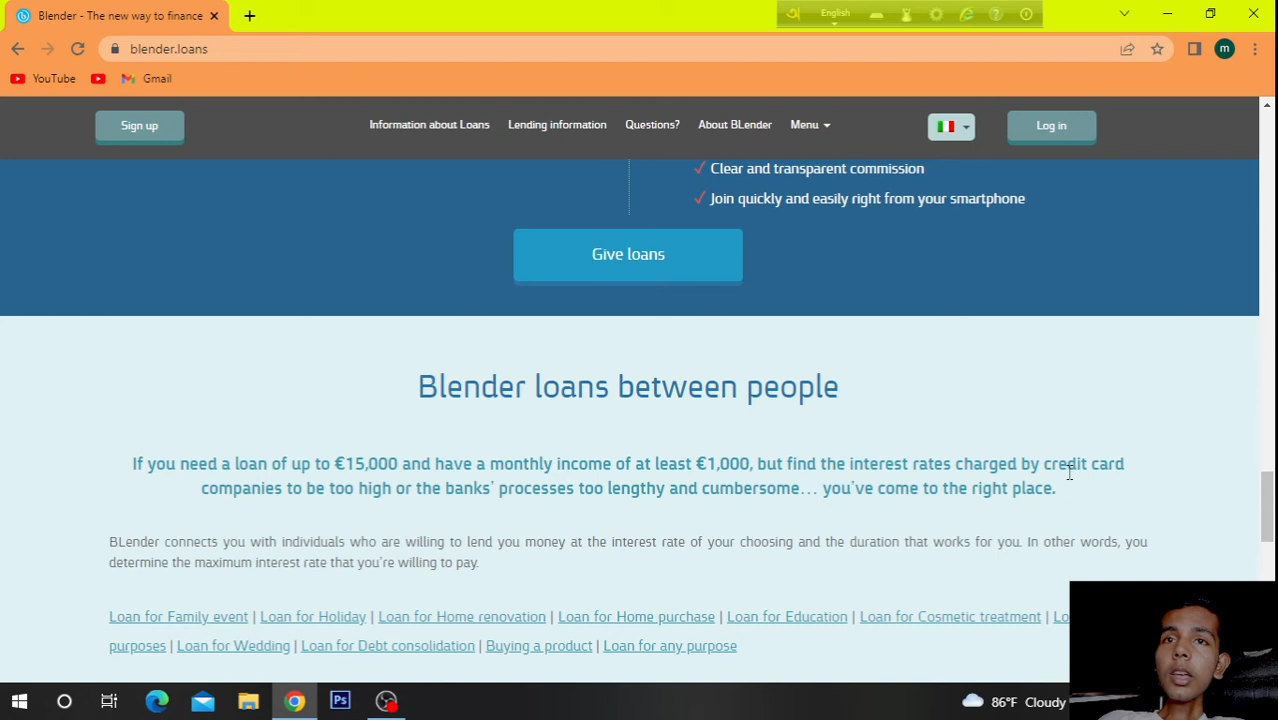 Blender - The new way to finance
English
blender.loans
m
YouTube
Gmail
Sign up
Information about Loans
Lending information
Questions?
About BLender
Menu
Log in
✓ Clear and transparent commission
✓ Join quickly and easily right from your smartphone
Give loans
Blender loans between people
If you need a loan of up to €15,000 and have a monthly income of at least €1,000, but find the interest rates charged by credit card
companies to be too high or the banks' processes too lengthy and cumbersome… you've come to the right place.
BLender connects you with individuals who are willing to lend you money at the interest rate of your choosing and the duration that works for you. In other words, you
determine the maximum interest rate that you're willing to pay.
Loan for Family event | Loan for Holiday | Loan for Home renovation | Loan for Home purchase | Loan for Education | Loan for Cosmetic treatment |
purposes | Loan for Wedding | Loan for Debt consolidation | Buying a product | Loan for any purpose
Ps
86°F Cloudy